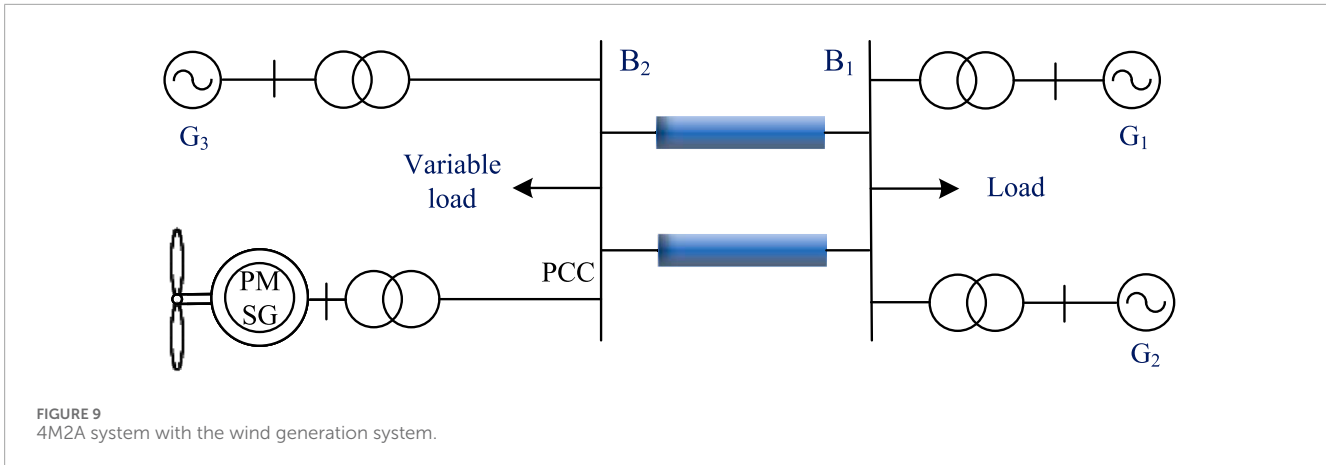 B₂
B₁
G₃
G₁
Variable
load
Load
PCC
PM
SG
G₂
FIGURE 9
4M2A system with the wind generation system.